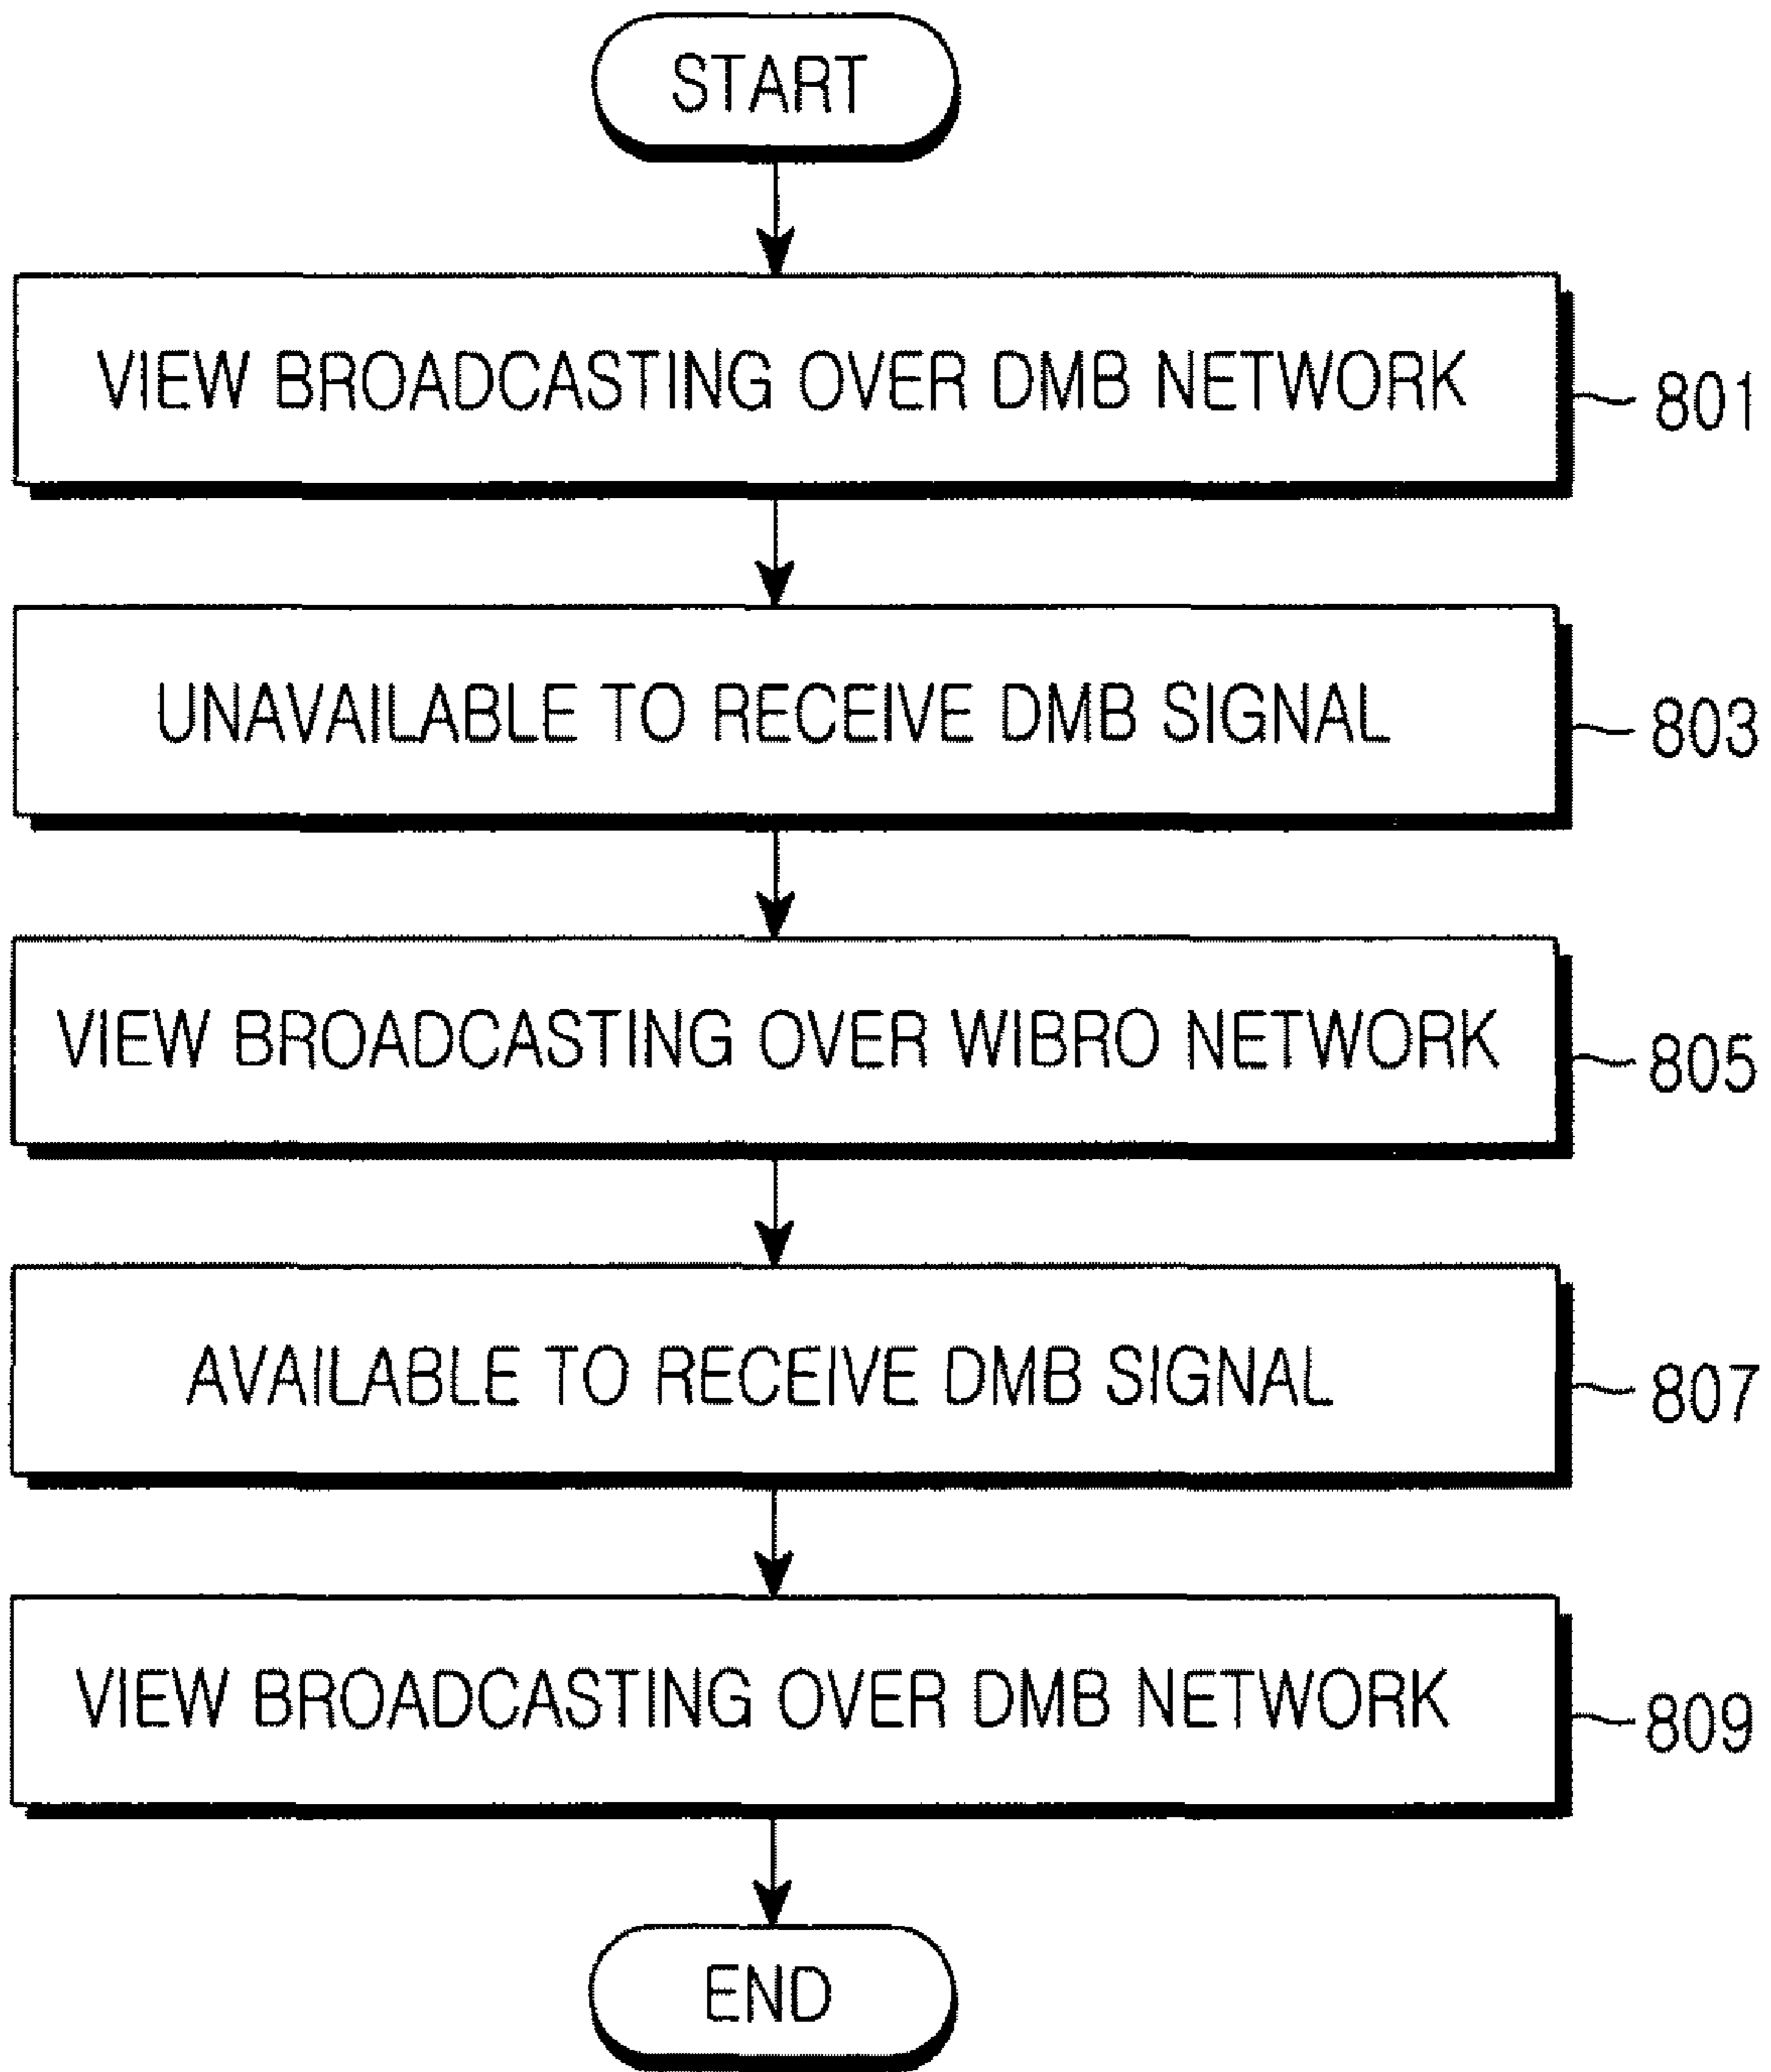 START
VIEW BROADCASTING OVER DMB NETWORK
801
UNAVAILABLE TO RECEIVE DMB SIGNAL
803
VIEW BROADCASTING OVER WIBRO NETWORK
805
AVAILABLE TO RECEIVE DMB SIGNAL
807
VIEW BROADCASTING OVER DMB NETWORK
809
END